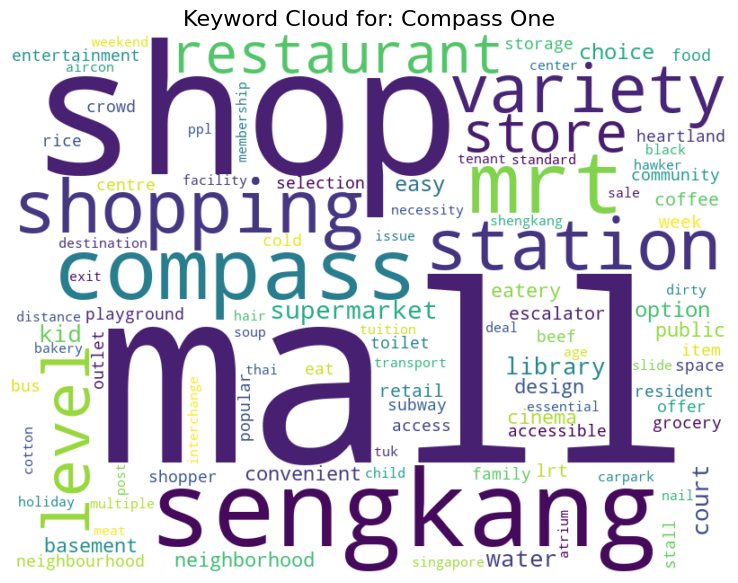 Keyword Cloud for: Compass One
weekend
entertainment
aircon
restaurant
storage
choice
food
center
shop
variety
crowd
rice
ppl
membership
store
heartland
black
hawker
tenant
standard
community
centre
facility
selection
easy
mrt
sale
coffee
shopping
necessity
shengkang
week
destination
cold
issue
station
compass
exit
dirty
distance
playground
hair
supermarket
eatery
escalator
option
kid
outlet
soup
tuition
deal
mall
toilet
beef
public
bakery
age
item
level
thai
eat
transport
library
slide
space
bus
popular
retail
design
resident
subway
essential
offer
interchange
access
cinema
accessible
grocery
cotton
tuk
post
shopper
convenient
child
family
lrt
carpark
nail
court
holiday
multiple
sengkang
atrium
stall
meat
basement
water
neighbourhood
neighborhood
singapore